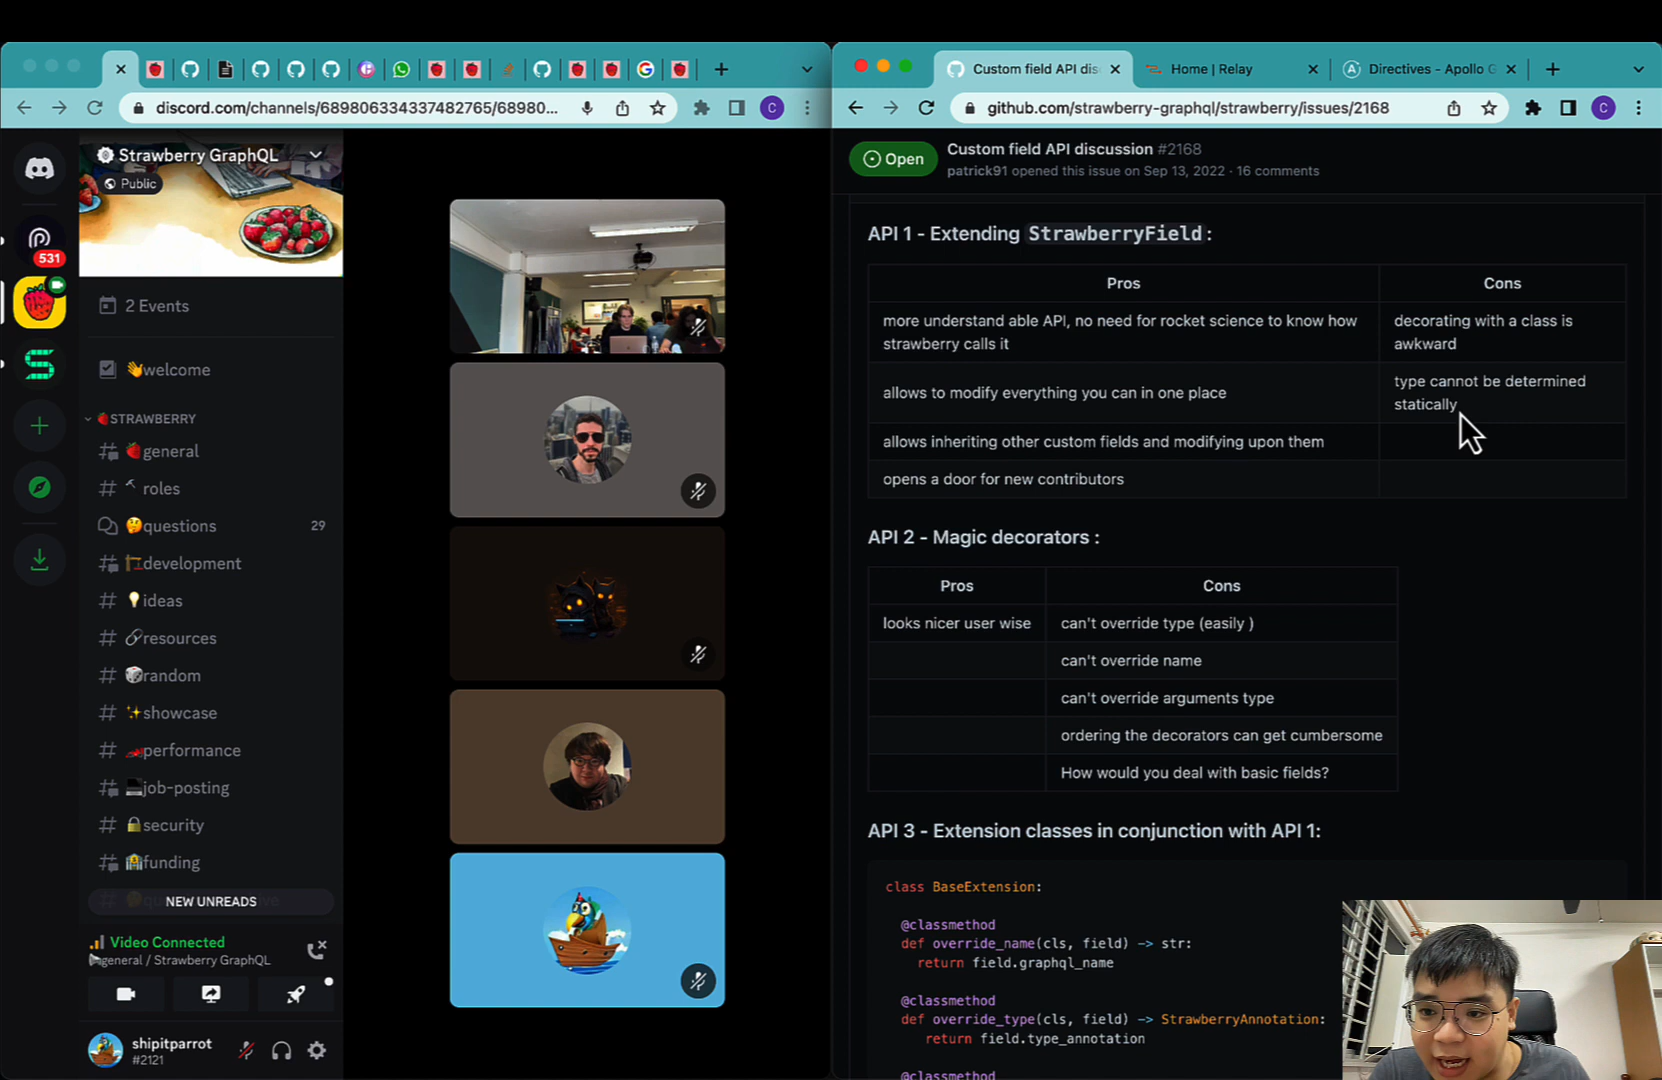 discord.com/channels/689806334337482765/68980...
Strawberry GraphQL
Public
531
2 Events
👋welcome
🍓STRAWBERRY
🍓general
roles
🤔questions
29
🏗️development
💡ideas
🔗resources
🎲random
✨showcase
🏎️performance
💻job-posting
🔒security
🏦funding
NEW UNREADS
Video Connected
general / Strawberry GraphQL
shipitparrot
#2121
Custom field API dis
Home | Relay
Directives - Apollo G
github.com/strawberry-graphql/strawberry/issues/2168
C
C
Open
Custom field API discussion #2168
patrick91 opened this issue on Sep 13, 2022 · 16 comments
API 1 - Extending StrawberryField:
Pros
Cons
more understand able API, no need for rocket science to know how
strawberry calls it
decorating with a class is
awkward
allows to modify everything you can in one place
type cannot be determined
statically
allows inheriting other custom fields and modifying upon them
opens a door for new contributors
API 2 - Magic decorators :
Pros
Cons
looks nicer user wise
can't override type (easily )
can't override name
can't override arguments type
ordering the decorators can get cumbersome
How would you deal with basic fields?
API 3 - Extension classes in conjunction with API 1:
class BaseExtension:
@classmethod
def override_name(cls, field) -> str:
return field.graphql_name
@classmethod
def override_type(cls, field) -> StrawberryAnnotation:
return field.type_annotation
@classmethod